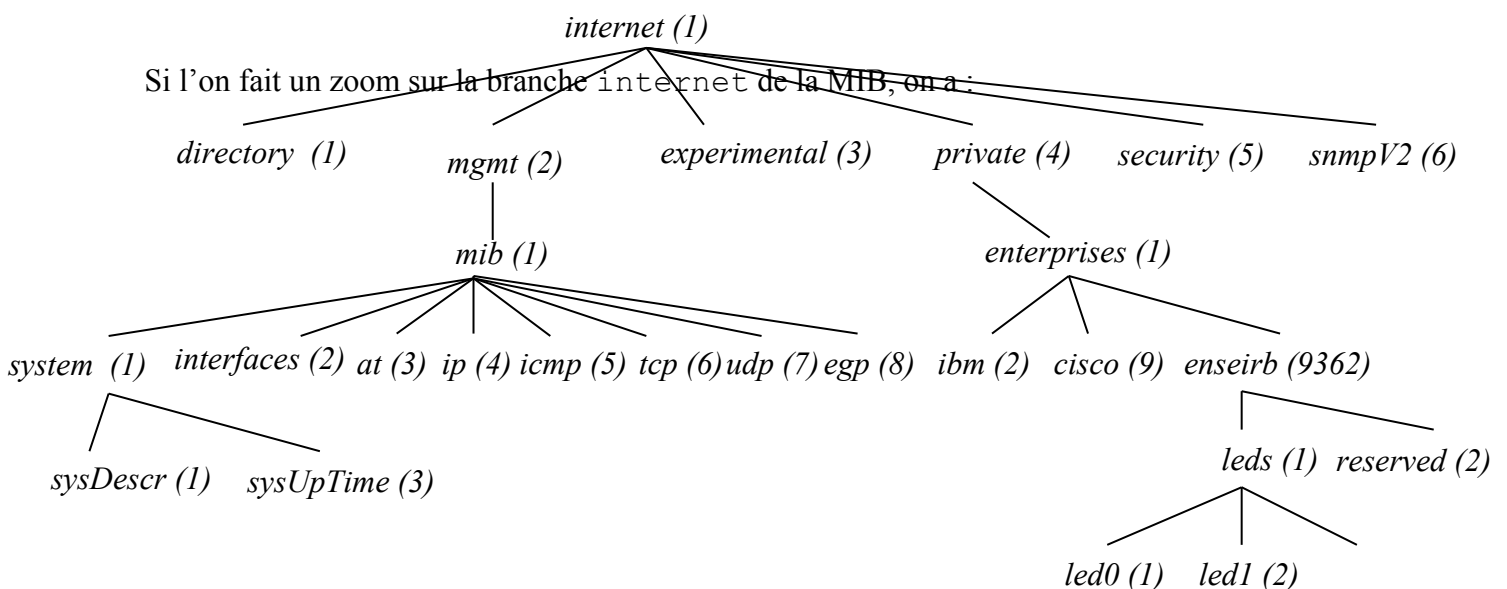 internet (1)
Si l'on fait un zoom sur la branche internet de la MIB, on a :
directory (1) mgmt (2) experimental (3) private (4) security (5) snmpV2 (6)
mib (1) enterprises (1)
system (1) interfaces (2) at (3) ip (4) icmp (5) tcp (6) udp (7) egp (8) ibm (2) cisco (9) enseirb (9362)
sysDescr (1) sysUpTime (3) leds (1) reserved (2)
led0 (1) led1 (2)